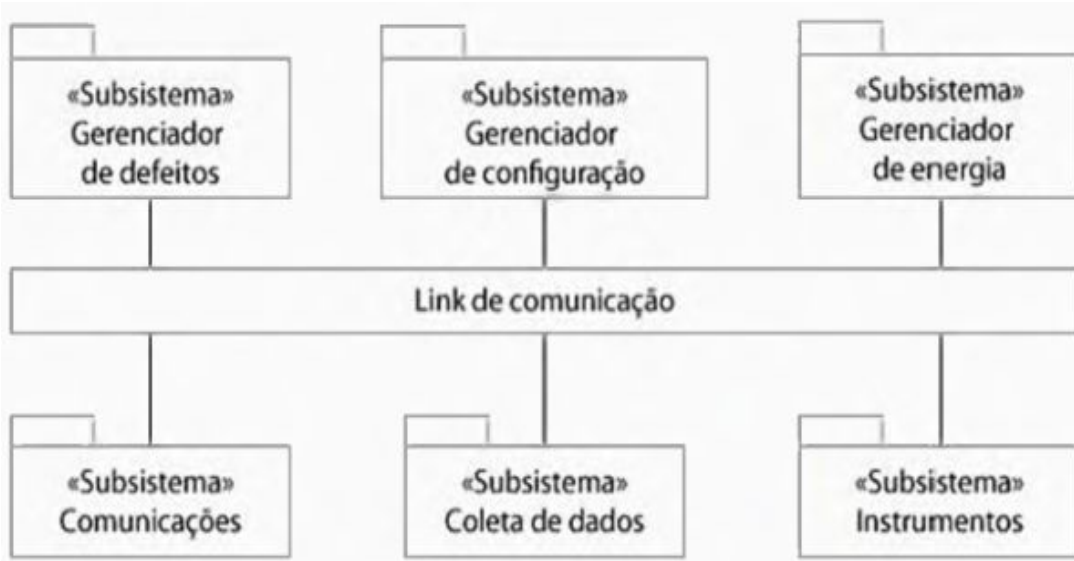 «Subsistema»
Gerenciador
de defeitos
«Subsistema»
Gerenciador
de configuração
«Subsistema»
Gerenciador
de energia
Link de comunicação
«Subsistema»
Comunicações
«Subsistema»
Coleta de dados
«Subsistema»
Instrumentos